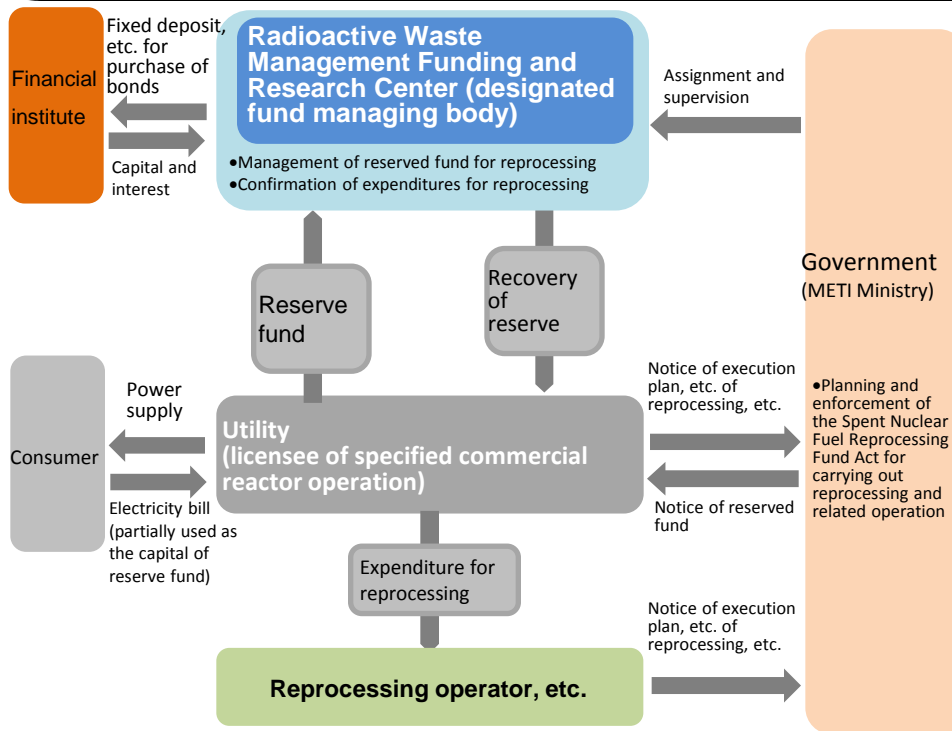 Financial
institute
Fixed deposit,
etc. for
purchase of
bonds
Capital and
interest
Radioactive Waste
Management Funding and
Research Center (designated
fund managing body)
•Management of reserved fund for reprocessing
•Confirmation of expenditures for reprocessing
Assignment and
supervision
Government
(METI Ministry)
•Planning and
enforcement of
the Spent Nuclear
Fuel Reprocessing
Fund Act for
carrying out
reprocessing and
related operation
Reserve
fund
Recovery
of
reserve
Consumer
Power
supply
Electricity bill
(partially used as
the capital of
reserve fund)
Utility
(licensee of specified commercial
reactor operation)
Notice of execution
plan, etc. of
reprocessing, etc.
Notice of reserved
fund
Expenditure for
reprocessing
Notice of execution
plan, etc. of
reprocessing, etc.
Reprocessing operator, etc.